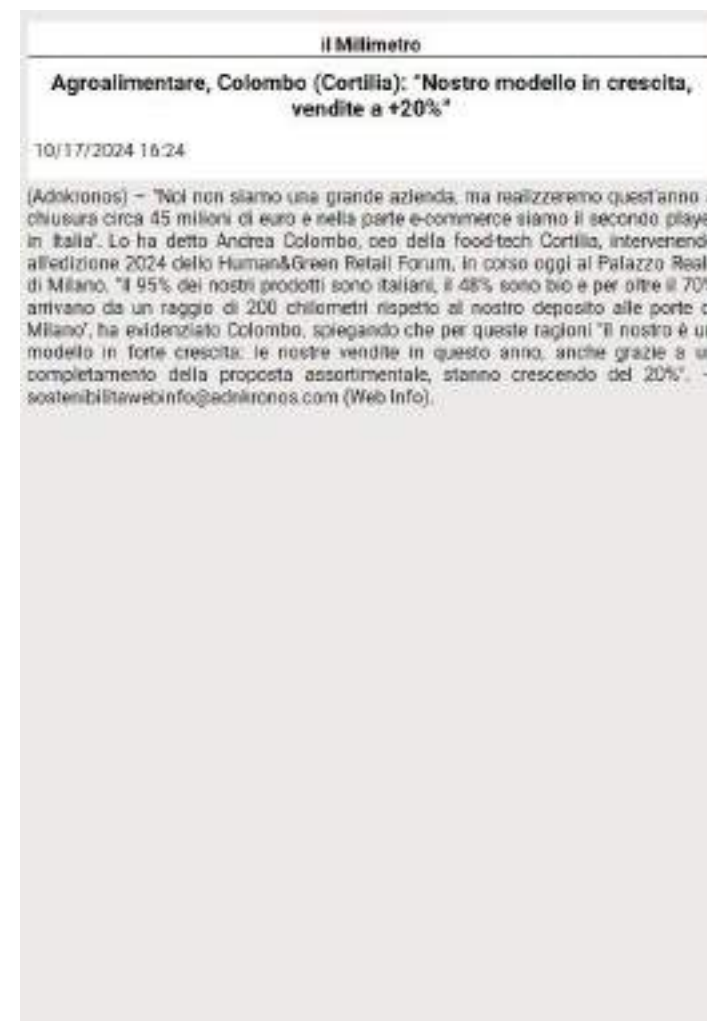 il Millimetro
Agroalimentare, Colombo (Cortilia): "Nostro modello in crescita,
vendite a +20%"
10/17/2024 16:24
(Adnkronos) – "Noi non siamo una grande azienda, ma realizzeremo quest'anno a
chiusura circa 45 milioni di euro e nella parte e-commerce siamo il secondo playe
in Italia". Lo ha detto Andrea Colombo, ceo della food-tech Cortilia, intervenend
all'edizione 2024 dello Human&Green Retail Forum, in corso oggi al Palazzo Real
di Milano. "Il 95% dei nostri prodotti sono italiani, il 48% sono bio e per oltre il 70%
arrivano da un raggio di 200 chilometri rispetto al nostro deposito alle porte d
Milano", ha evidenziato Colombo, spiegando che per queste ragioni "il nostro è un
modello in forte crescita: le nostre vendite in questo anno, anche grazie a un
completamento della proposta assortimentale, stanno crescendo del 20%". –
sostenibilitawebinfo@adnkronos.com (Web Info).